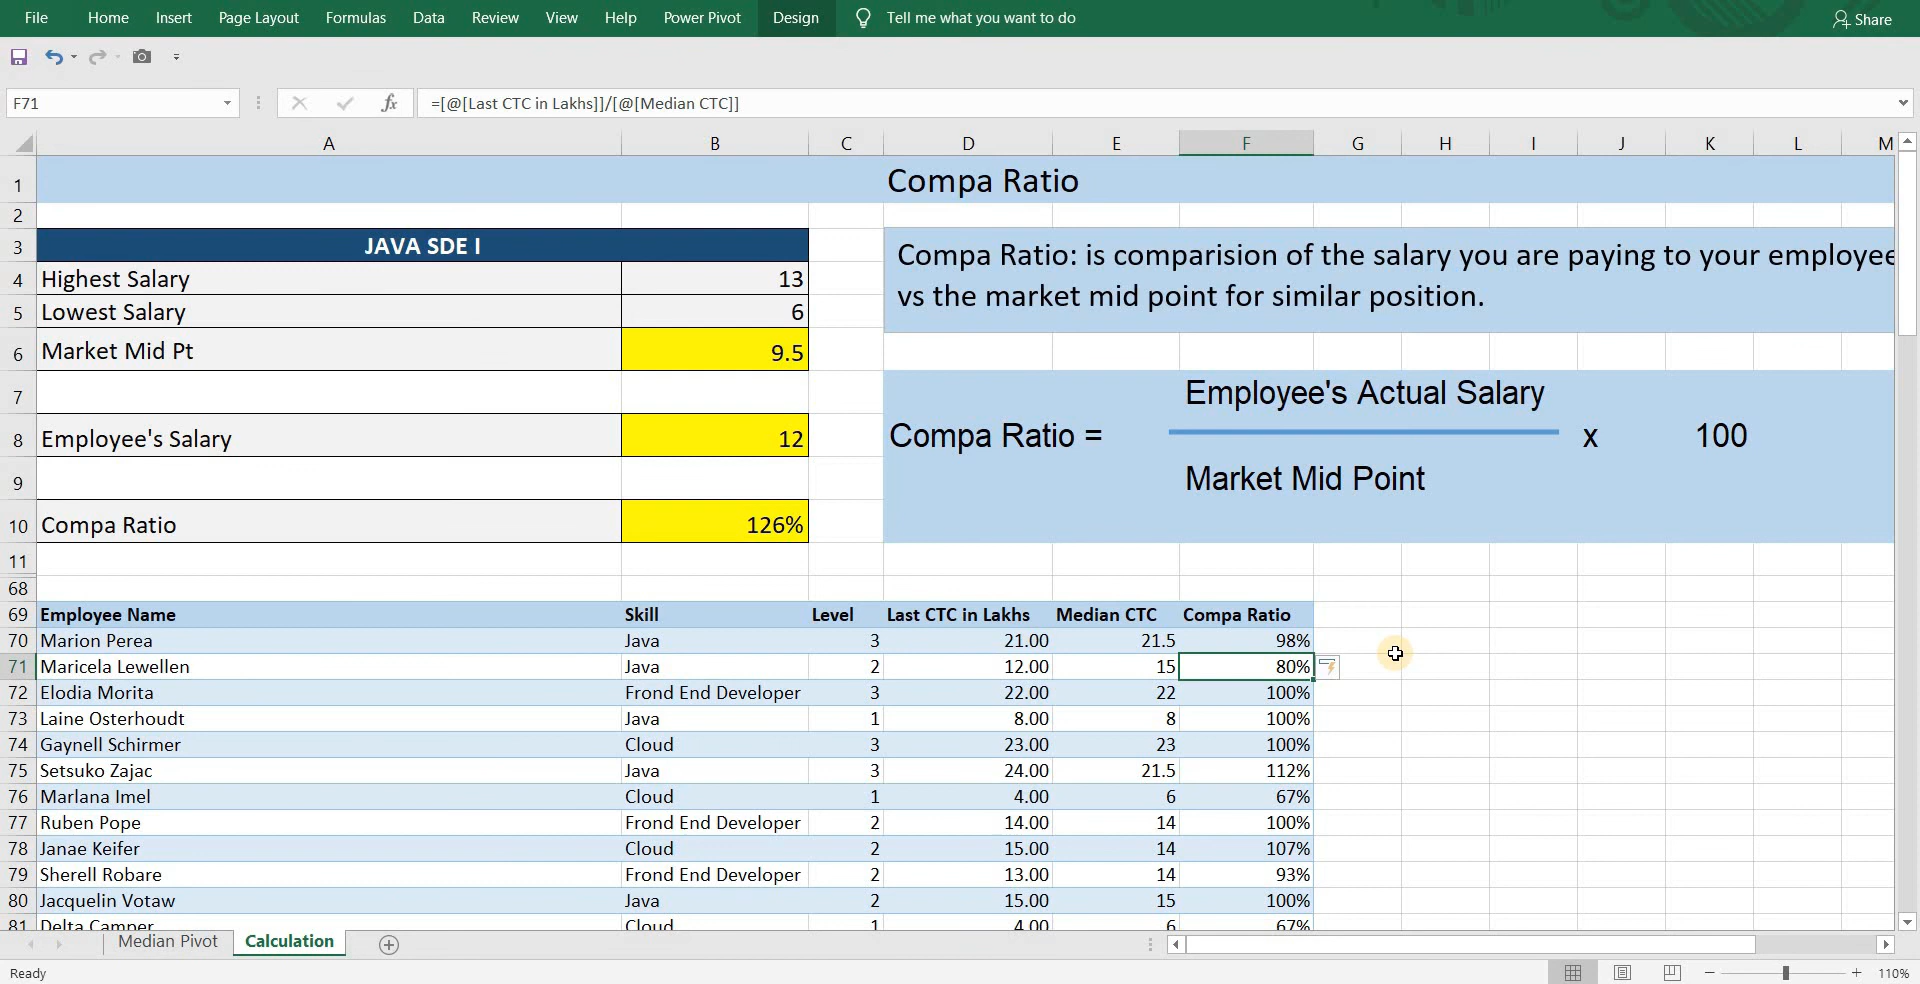 File Home Insert Page Layout Formulas Data Review View Help Power Pivot Design Tell me what you want to do Share
F71 fx =[@[Last CTC in Lakhs]]/[@[Median CTC]]
A B C D E F G H I J K L M
1 Compa Ratio
2
3 JAVA SDE I
4 Highest Salary 13
5 Lowest Salary 6
6 Market Mid Pt 9.5
7
8 Employee's Salary 12
9
10 Compa Ratio 126%
11
Compa Ratio: is comparision of the salary you are paying to your employee
vs the market mid point for similar position.
Employee's Actual Salary
Compa Ratio = x 100
Market Mid Point
68
69 Employee Name Skill Level Last CTC in Lakhs Median CTC Compa Ratio
70 Marion Perea Java 3 21.00 21.5 98%
71 Maricela Lewellen Java 2 12.00 15 80%
72 Elodia Morita Frond End Developer 3 22.00 22 100%
73 Laine Osterhoudt Java 1 8.00 8 100%
74 Gaynell Schirmer Cloud 3 23.00 23 100%
75 Setsuko Zajac Java 3 24.00 21.5 112%
76 Marlana Imel Cloud 1 4.00 6 67%
77 Ruben Pope Frond End Developer 2 14.00 14 100%
78 Janae Keifer Cloud 2 15.00 14 107%
79 Sherell Robare Frond End Developer 2 13.00 14 93%
80 Jacquelin Votaw Java 2 15.00 15 100%
81 Delta Camper Cloud 1 4.00 6 67%
Median Pivot Calculation
Ready 110%